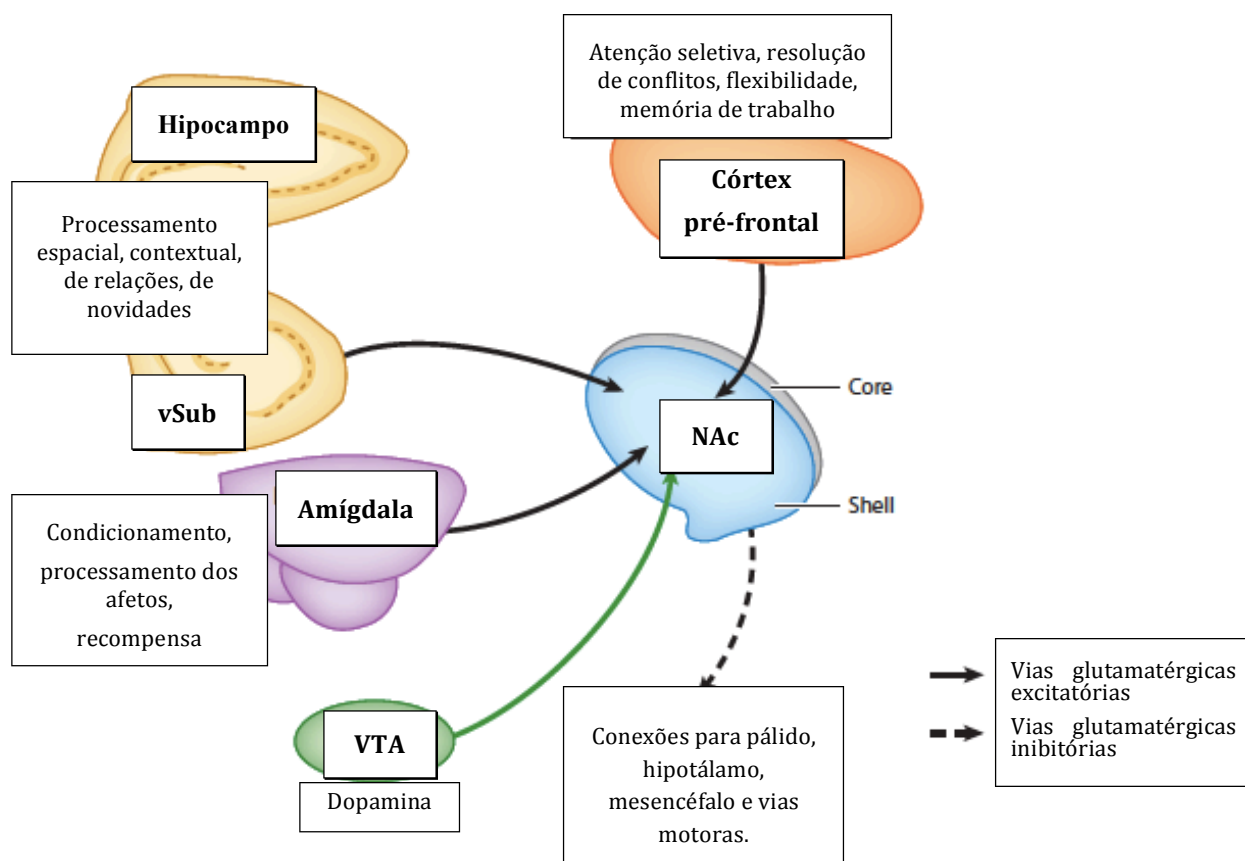 Atenção seletiva, resolução
de conflitos, flexibilidade,
memória de trabalho
Hipocampo
Córtex
pré-frontal
Processamento
espacial, contextual,
de relações, de
novidades
vSub
Core
NAc
Shell
Amígdala
Condicionamento,
processamento dos
afetos,
recompensa
VTA
Dopamina
Conexões para pálido,
hipotálamo,
mesencéfalo e vias
motoras.
Vias glutamatérgicas
excitatórias
Vias glutamatérgicas
inibitórias